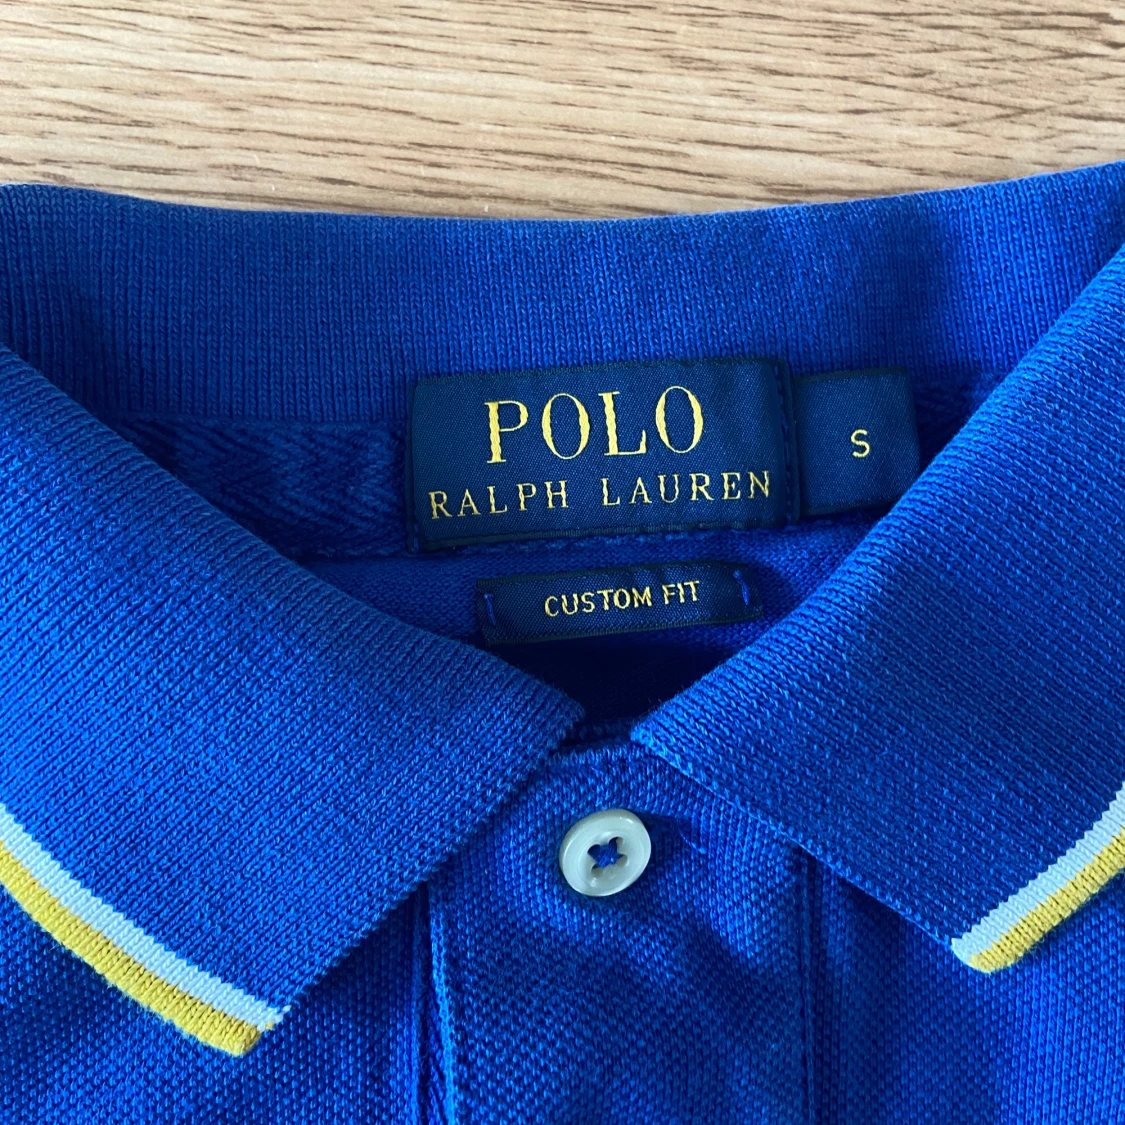 POLO
RALPH LAUREN
S
CUSTOM FIT